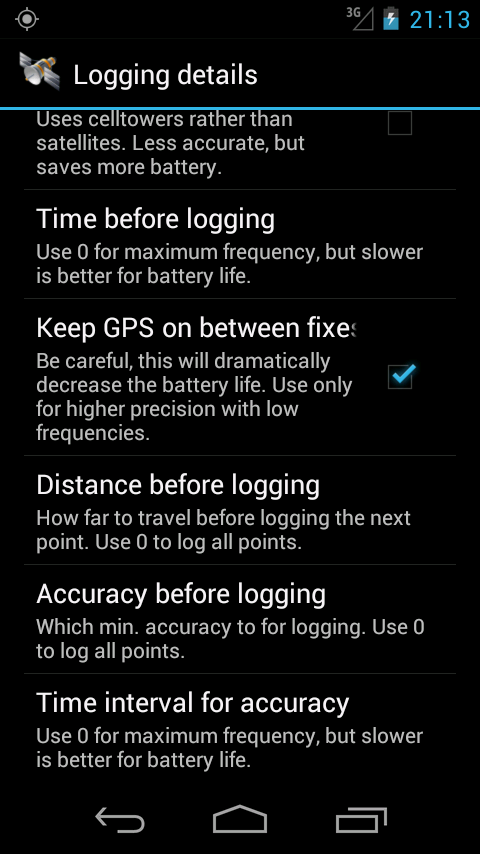 3G
21:13
Logging details
Uses celltowers rather than
satellites. Less accurate, but
saves more battery.
Time before logging
Use 0 for maximum frequency, but slower
is better for battery life.
Keep GPS on between fixes
Be careful, this will dramatically
decrease the battery life. Use only
for higher precision with low
frequencies.
Distance before logging
How far to travel before logging the next
point. Use 0 to log all points.
Accuracy before logging
Which min. accuracy to for logging. Use 0
to log all points.
Time interval for accuracy
Use 0 for maximum frequency, but slower
is better for battery life.